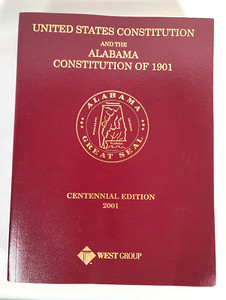 UNITED STATES CONSTITUTION
AND THE
ALABAMA
CONSTITUTION OF 1901
ALABAMA
GREAT SEAL
CENTENNIAL EDITION
2001
WEST GROUP